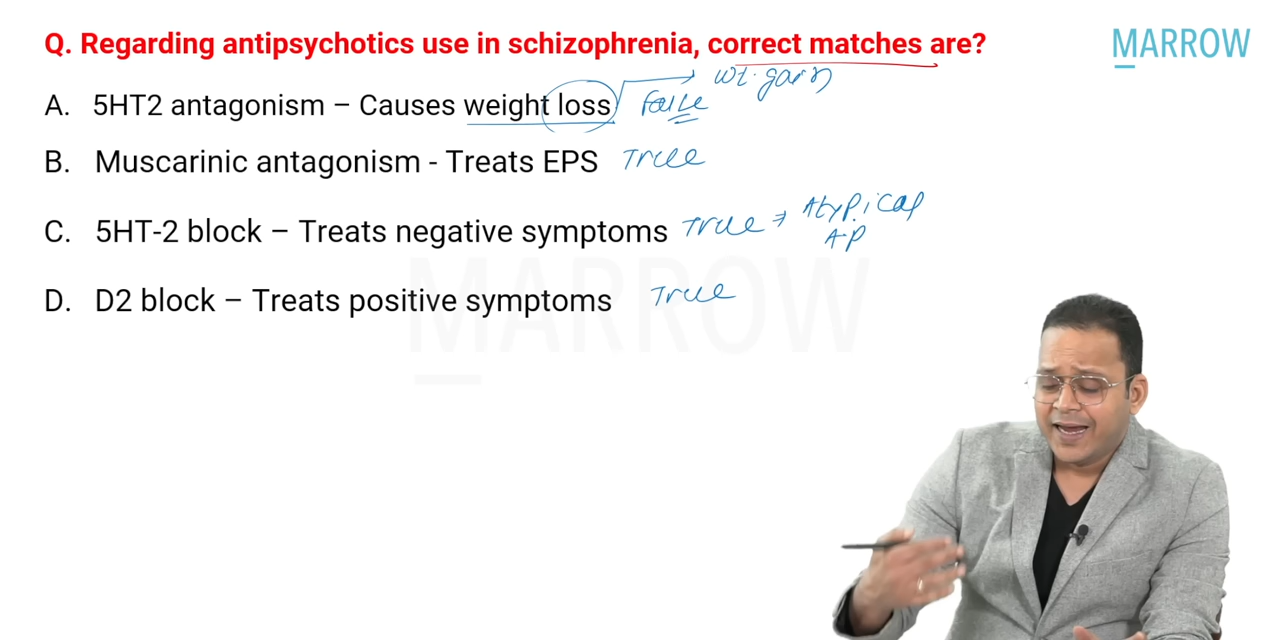 Q. Regarding antipsychotics use in schizophrenia, correct matches are?
MARROW
wt. gain
A. 5HT2 antagonism – Causes weight loss False
B. Muscarinic antagonism - Treats EPS True
C. 5HT-2 block – Treats negative symptoms True ⇒ Atypical
A-P
D. D2 block – Treats positive symptoms True
MARROW